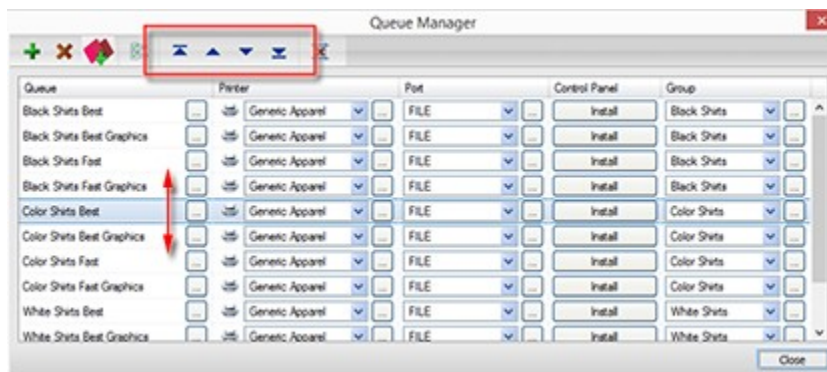 Queue Manager
Queue Printer Port Control Panel Group
Black Shirts Best ... Generic Apparel ... FILE ... Install Black Shirts ...
Black Shirts Best Graphics ... Generic Apparel ... FILE ... Install Black Shirts ...
Black Shirts Fast ... Generic Apparel ... FILE ... Install Black Shirts ...
Black Shirts Fast Graphics ... Generic Apparel ... FILE ... Install Black Shirts ...
Color Shirts Best ... Generic Apparel ... FILE ... Install Color Shirts ...
Color Shirts Best Graphics ... Generic Apparel ... FILE ... Install Color Shirts ...
Color Shirts Fast ... Generic Apparel ... FILE ... Install Color Shirts ...
Color Shirts Fast Graphics ... Generic Apparel ... FILE ... Install Color Shirts ...
White Shirts Best ... Generic Apparel ... FILE ... Install White Shirts ...
White Shirts Best Graphics ... Generic Apparel ... FILE ... Install White Shirts ...
Close